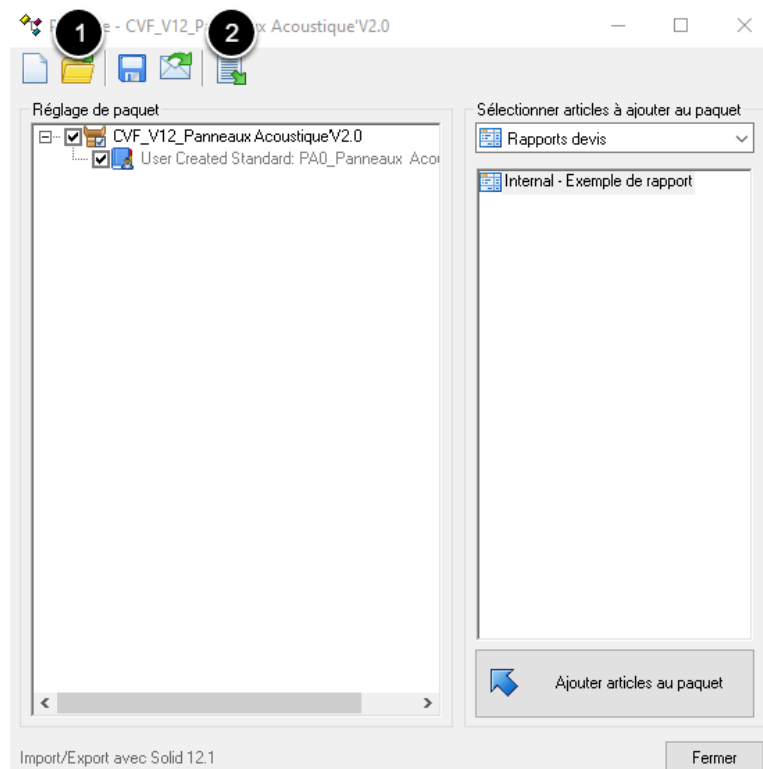 1
2
- CVF_V12_P x Acoustique'V2.0
Réglage de paquet
CVF_V12_Panneaux Acoustique'V2.0
User Created Standard: PA0_Panneaux Acou
Sélectionner articles à ajouter au paquet
Rapports devis
Internal - Exemple de rapport
Ajouter articles au paquet
Import/Export avec Solid 12.1
Fermer